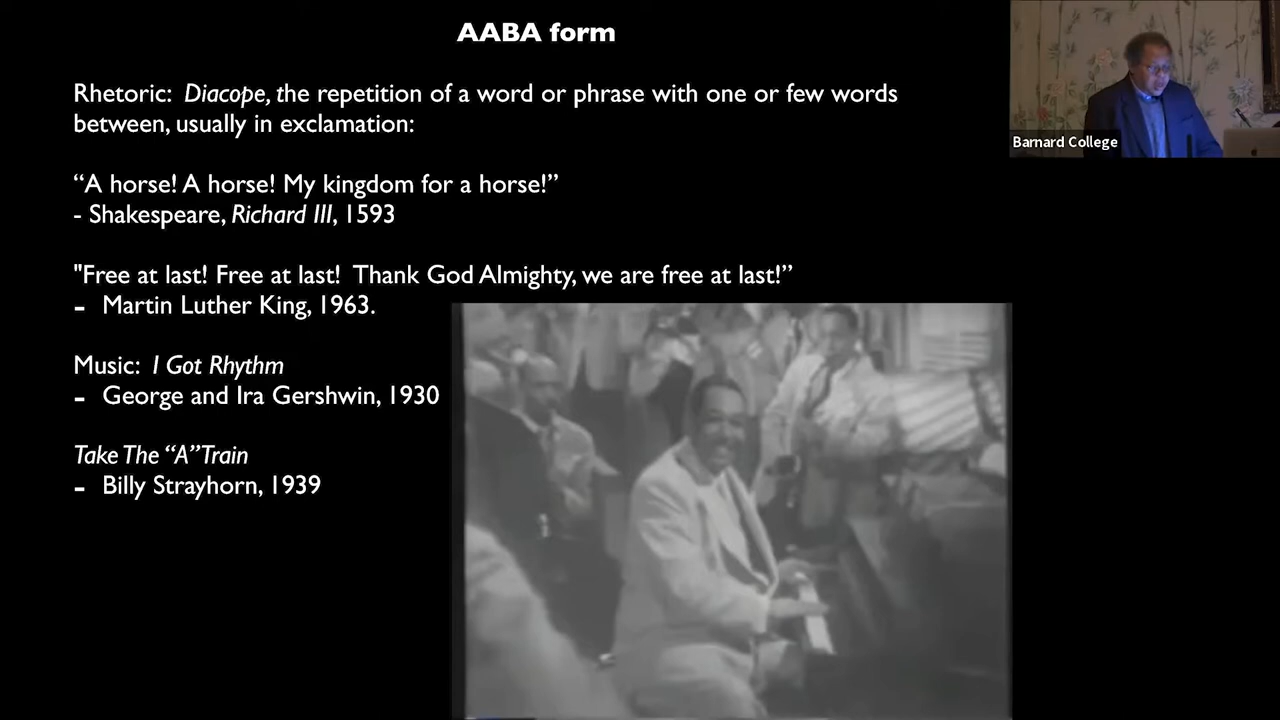 AABA form
Rhetoric: Diacope, the repetition of a word or phrase with one or few words
between, usually in exclamation:
“A horse! A horse! My kingdom for a horse!”
- Shakespeare, Richard III, 1593
"Free at last! Free at last! Thank God Almighty, we are free at last!”
- Martin Luther King, 1963.
Music: I Got Rhythm
- George and Ira Gershwin, 1930
Take The “A” Train
- Billy Strayhorn, 1939
Barnard College